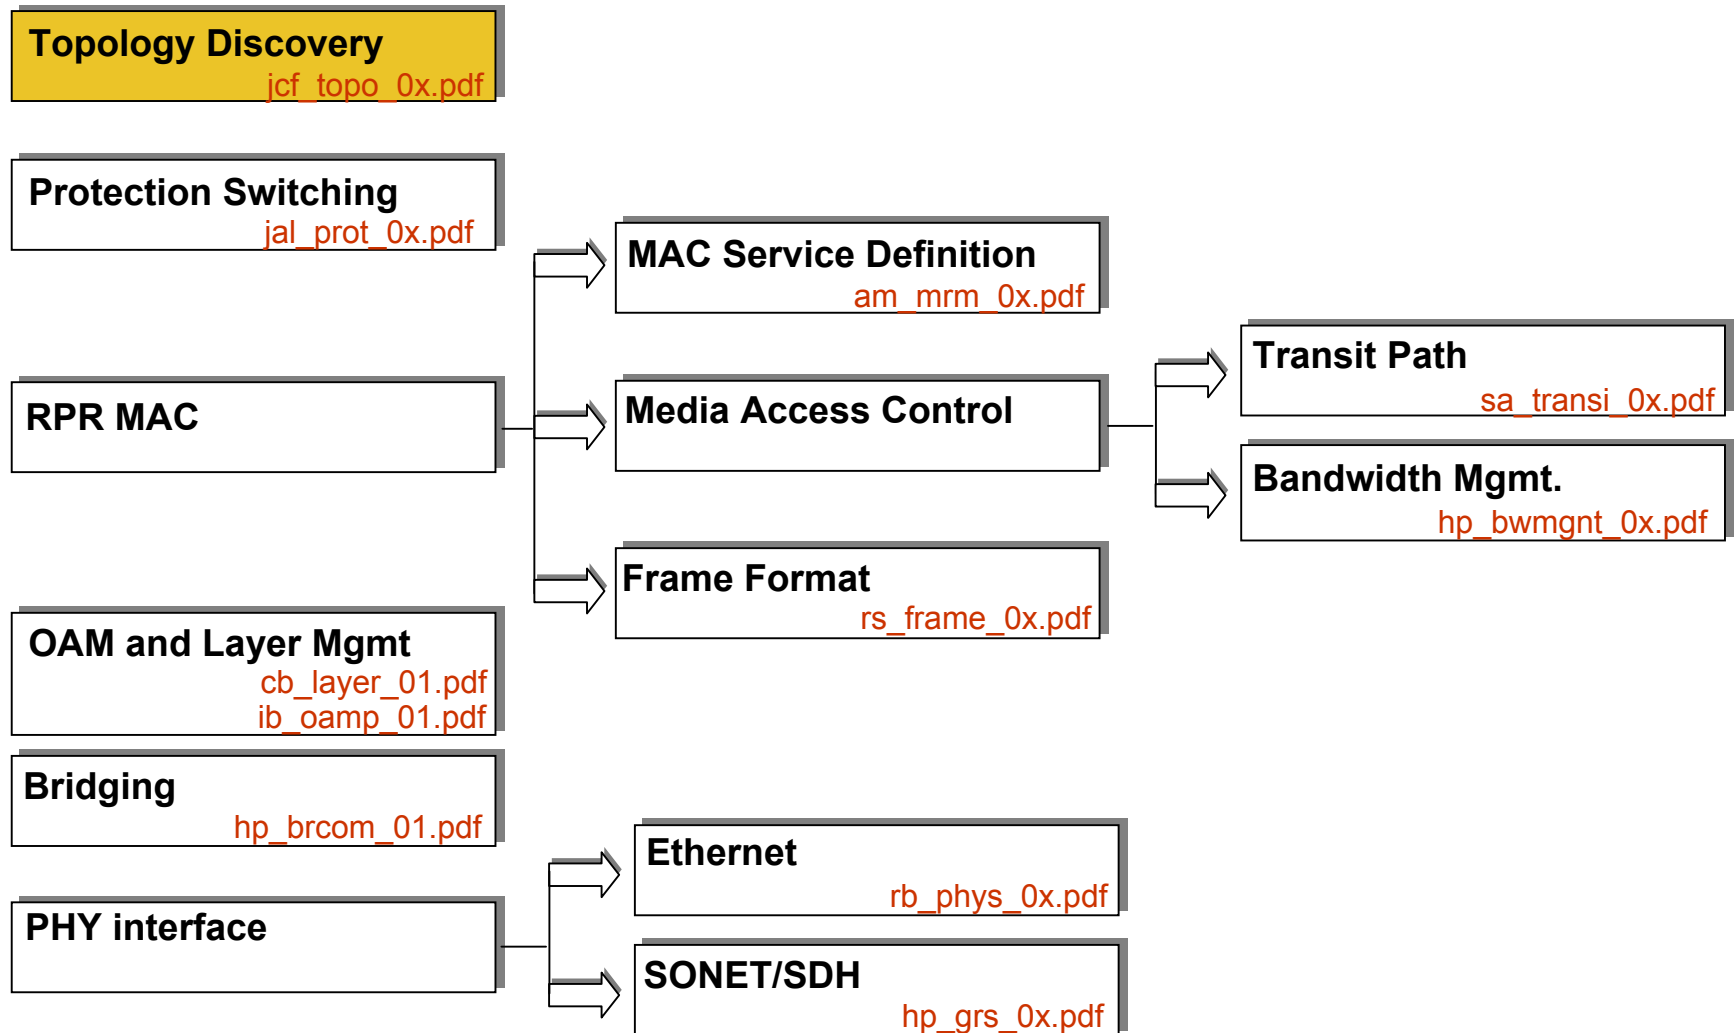 Topology Discovery
jcf_topo_0x.pdf
Protection Switching
jal_prot_0x.pdf
MAC Service Definition
am_mrm_0x.pdf
RPR MAC
Media Access Control
Transit Path
sa_transi_0x.pdf
Bandwidth Mgmt.
hp_bwmgnt_0x.pdf
Frame Format
rs_frame_0x.pdf
OAM and Layer Mgmt
cb_layer_01.pdf
ib_oamp_01.pdf
Bridging
hp_brcom_01.pdf
Ethernet
rb_phys_0x.pdf
PHY interface
SONET/SDH
hp_grs_0x.pdf